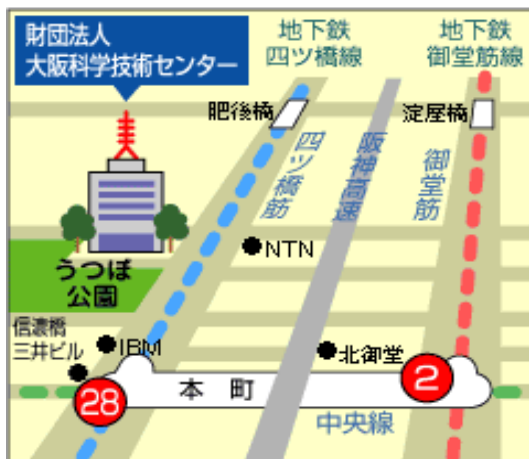 財団法人
大阪科学技術センター
地下鉄
四ツ橋線
地下鉄
御堂筋線
肥後橋
淀屋橋
四ツ橋筋
阪神高速
御堂筋
NTN
うつぼ
公園
信濃橋
三井ビル
IBM
北御堂
28
本町
2
中央線